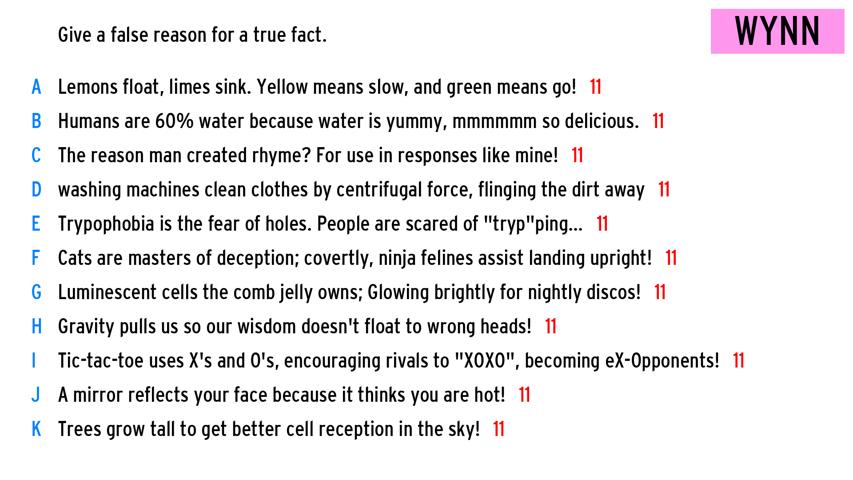 Give a false reason for a true fact.
WYNN
A Lemons float, limes sink. Yellow means slow, and green means go! 11
B Humans are 60% water because water is yummy, mmmmmm so delicious. 11
C The reason man created rhyme? For use in responses like mine! 11
D washing machines clean clothes by centrifugal force, flinging the dirt away 11
E Trypophobia is the fear of holes. People are scared of "tryp"ping... 11
F Cats are masters of deception; covertly, ninja felines assist landing upright! 11
G Luminescent cells the comb jelly owns; Glowing brightly for nightly discos! 11
H Gravity pulls us so our wisdom doesn't float to wrong heads! 11
I Tic-tac-toe uses X's and O's, encouraging rivals to "XOXO", becoming eX-Opponents! 11
J A mirror reflects your face because it thinks you are hot! 11
K Trees grow tall to get better cell reception in the sky! 11